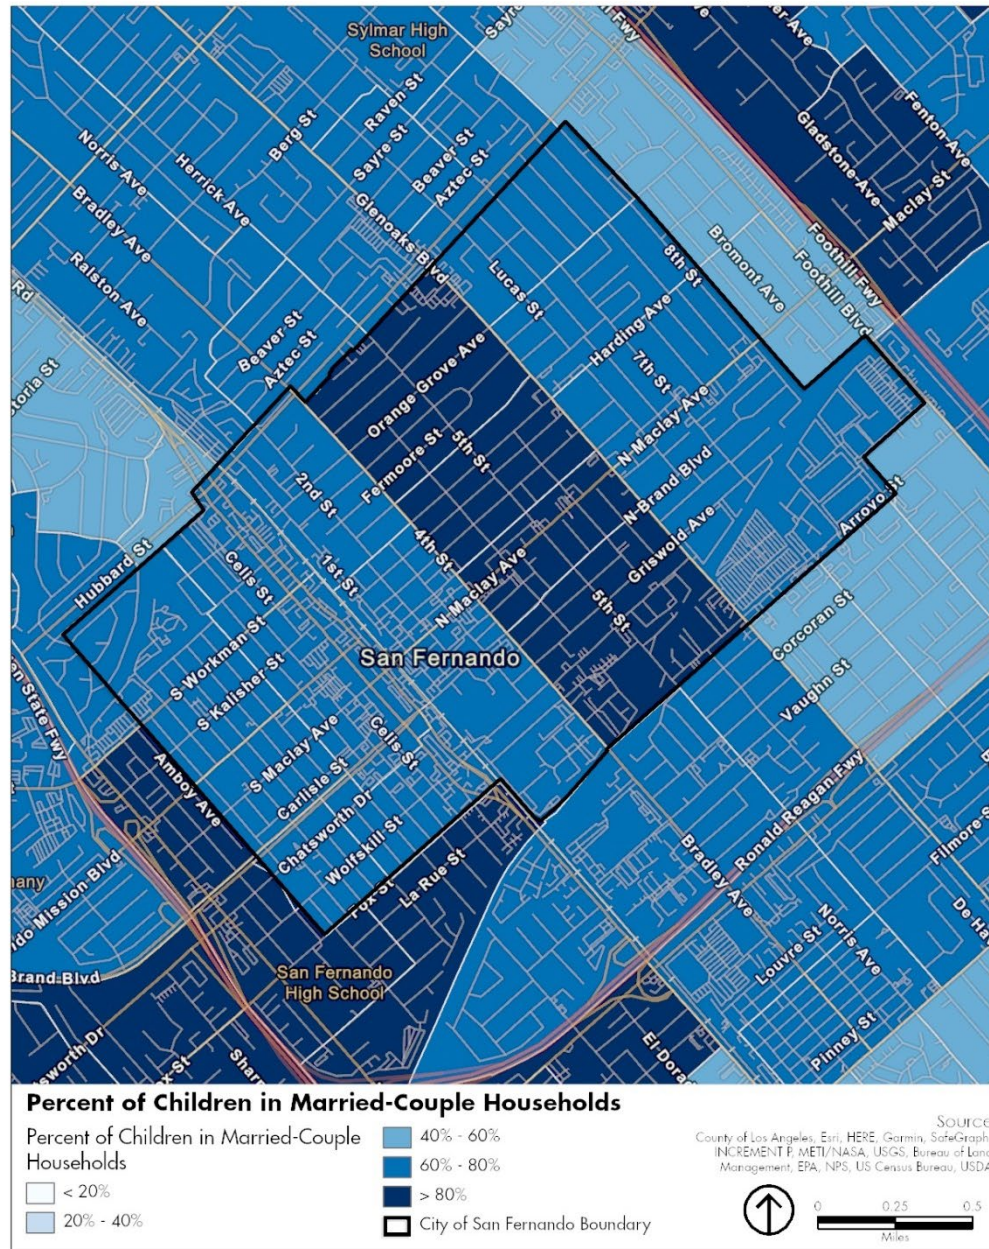 Sylmar High
School
Fwy
Raven St
Sayre St
Berg St
Beaver St
Aztec St
Norris Ave
Herrick Ave
Bradley Ave
Ralston Ave
Glenoaks Blvd
Fenton Ave
Gladstone Ave
Maclay St
Foothill Fwy
Foothill Blvd
Bromont Ave
8th St
Lucas St
Harding Ave
7th St
Rd
Beaver St
Aztec St
Orange Grove Ave
Fermoore St
5th St
N Maclay Ave
N Brand Blvd
Griswold Ave
Arroyo St
2nd St
4th St
1st St
Celis St
N Maclay Ave
5th St
Hubbard St
San Fernando
S Workman St
S Kalisher St
Corcoran St
Vaughn St
S Maclay Ave
Celis St
Carlisle St
Chatsworth Dr
Wolfskill St
Amboy Ave
State Fwy
Fox St
La Rue St
Mission Blvd
Brand Blvd
Ronald Reagan Fwy
Bradley Ave
Norris Ave
Louvre St
Pinney St
San Fernando
High School
Percent of Children in Married-Couple Households
Percent of Children in Married-Couple
Households
< 20%
20% - 40%
40% - 60%
60% - 80%
> 80%
City of San Fernando Boundary
Source
County of Los Angeles, Esri, HERE, Garmin, SafeGraph
INCREMENT P, METI/NASA, USGS, Bureau of Land
Management, EPA, NPS, US Census Bureau, USDA
0 0.25 0.5
Miles